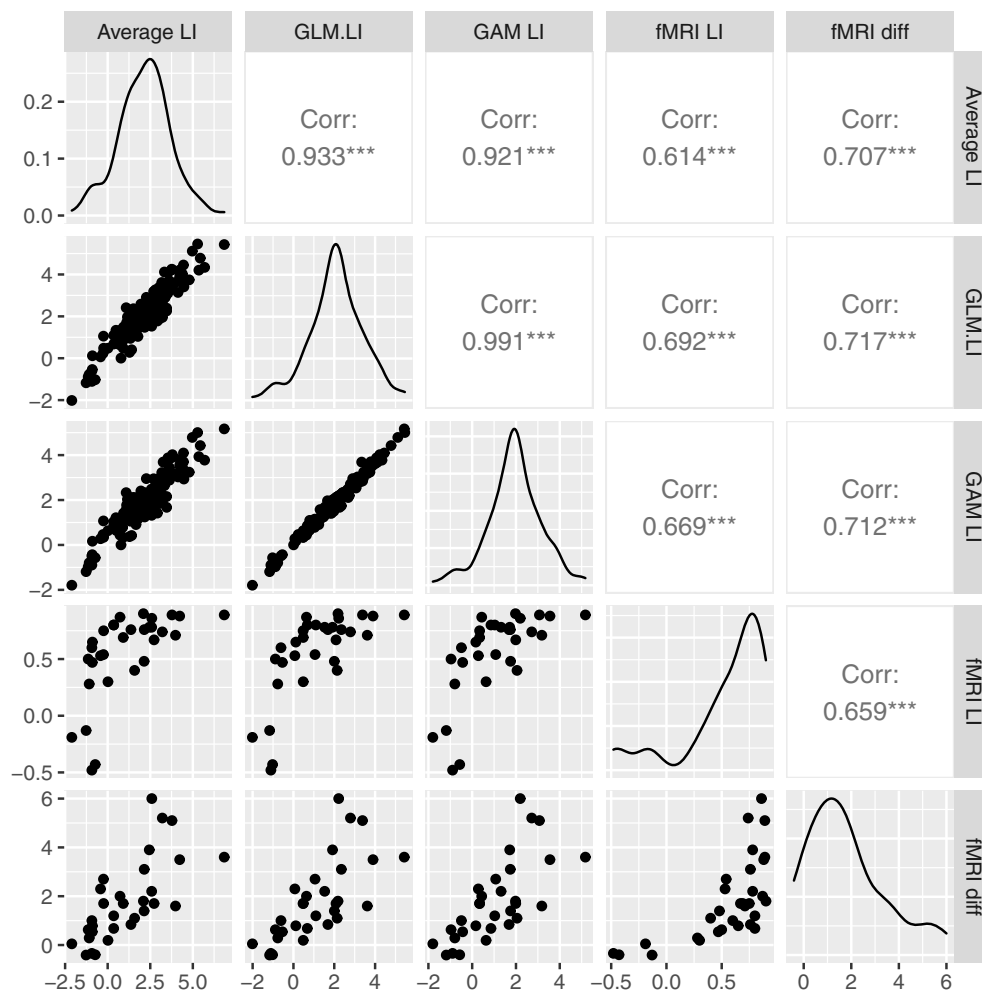 Average LI GLM.LI GAM LI fMRI LI fMRI diff
0.2
0.1
0.0
Corr:
0.933***
Corr:
0.921***
Corr:
0.614***
Corr:
0.707***
Average LI
4
2
0
−2
Corr:
0.991***
Corr:
0.692***
Corr:
0.717***
GLM.LI
4
2
0
−2
Corr:
0.669***
Corr:
0.712***
GAM LI
0.5
0.0
−0.5
Corr:
0.659***
fMRI LI
6
4
2
0
fMRI diff
−2.5 0.0 2.5 5.0 −2 0 2 4 −2 0 2 4 −0.5 0.0 0.5 0 2 4 6